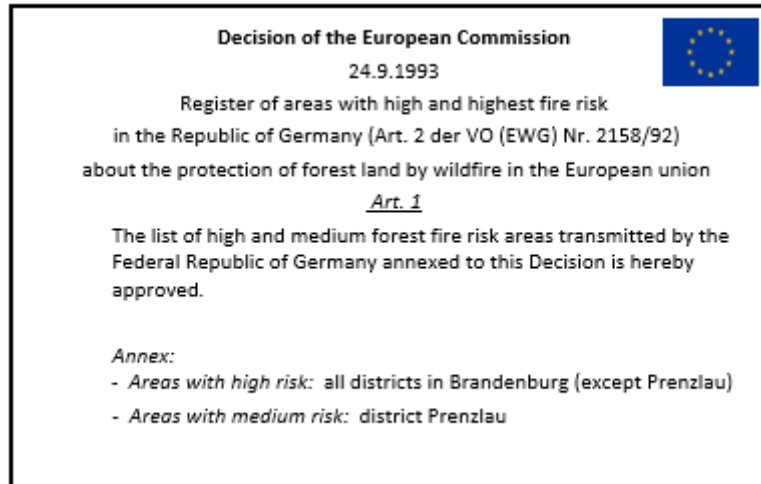 Decision of the European Commission
24.9.1993
Register of areas with high and highest fire risk
in the Republic of Germany (Art. 2 der VO (EWG) Nr. 2158/92)
about the protection of forest land by wildfire in the European union
Art. 1
The list of high and medium forest fire risk areas transmitted by the
Federal Republic of Germany annexed to this Decision is hereby
approved.
Annex:
- Areas with high risk: all districts in Brandenburg (except Prenzlau)
- Areas with medium risk: district Prenzlau